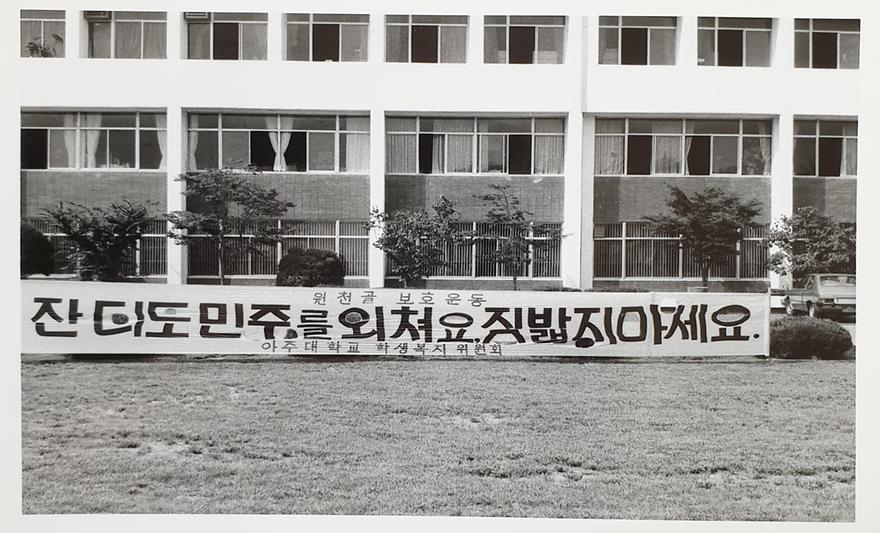 원천골 보호운동
잔디도민주를 외쳐요, 짓밟지마세요.
아주대학교 학생복지위원회